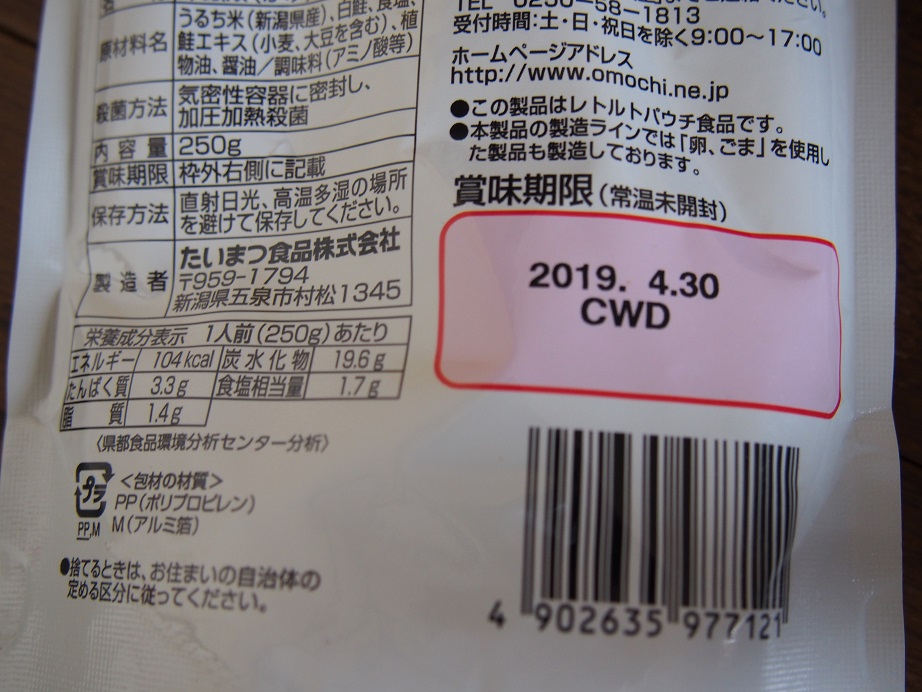 名
原材料名
うるち米(新潟県産)、白鮭、食塩、
鮭エキス(小麦、大豆を含む)、植
物油、醤油／調味料(アミノ酸等)
殺菌方法
気密性容器に密封し、
加圧加熱殺菌
内容量 250g
賞味期限 枠外右側に記載
保存方法
直射日光、高温多湿の場所
を避けて保存してください。
製造者
たいまつ食品株式会社
〒959-1794
新潟県五泉市村松1345
栄養成分表示 1人前(250g)あたり
エネルギー 104kcal 炭水化物 19.6g
たんぱく質 3.3g 食塩相当量 1.7g
脂質 1.4g
〈県都食品環境分析センター分析〉
プラ
PP,M
＜包材の材質＞
PP(ポリプロピレン)
M(アルミ箔)
●捨てるときは、お住まいの自治体の
定める区分に従ってください。
TEL 0250-58-1813
受付時間:土・日・祝日を除く9:00〜17:00
ホームページアドレス
http://www.omochi.ne.jp
●この製品はレトルトパウチ食品です。
●本製品の製造ラインでは「卵、ごま」を使用し
た製品も製造しております。
賞味期限(常温未開封)
2019. 4.30
CWD
4 902635 977121